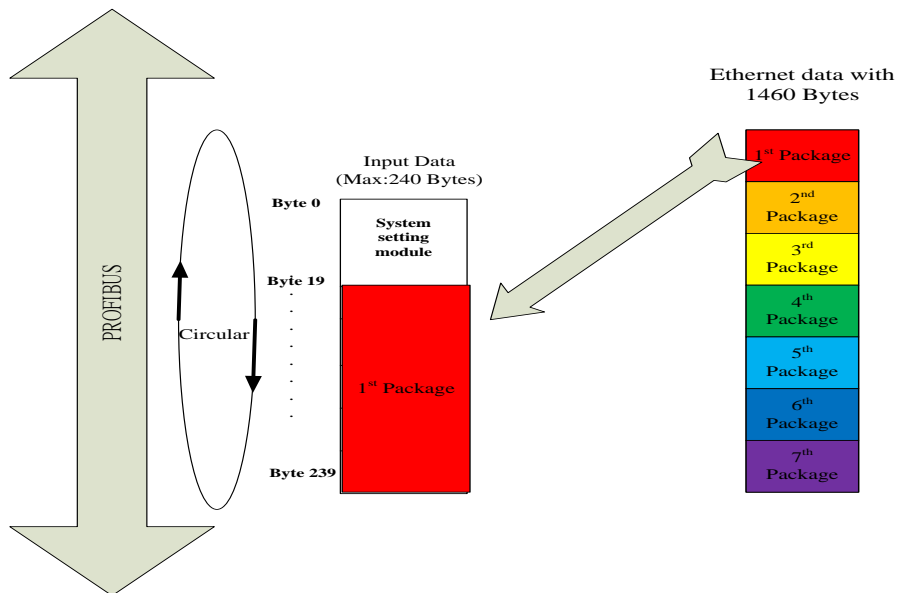 PROFIBUS
Circular
Input Data
(Max:240 Bytes)
Byte 0
System
setting
module
Byte 19
1st Package
Byte 239
Ethernet data with
1460 Bytes
1st Package
2nd
Package
3rd
Package
4th
Package
5th
Package
6th
Package
7th
Package